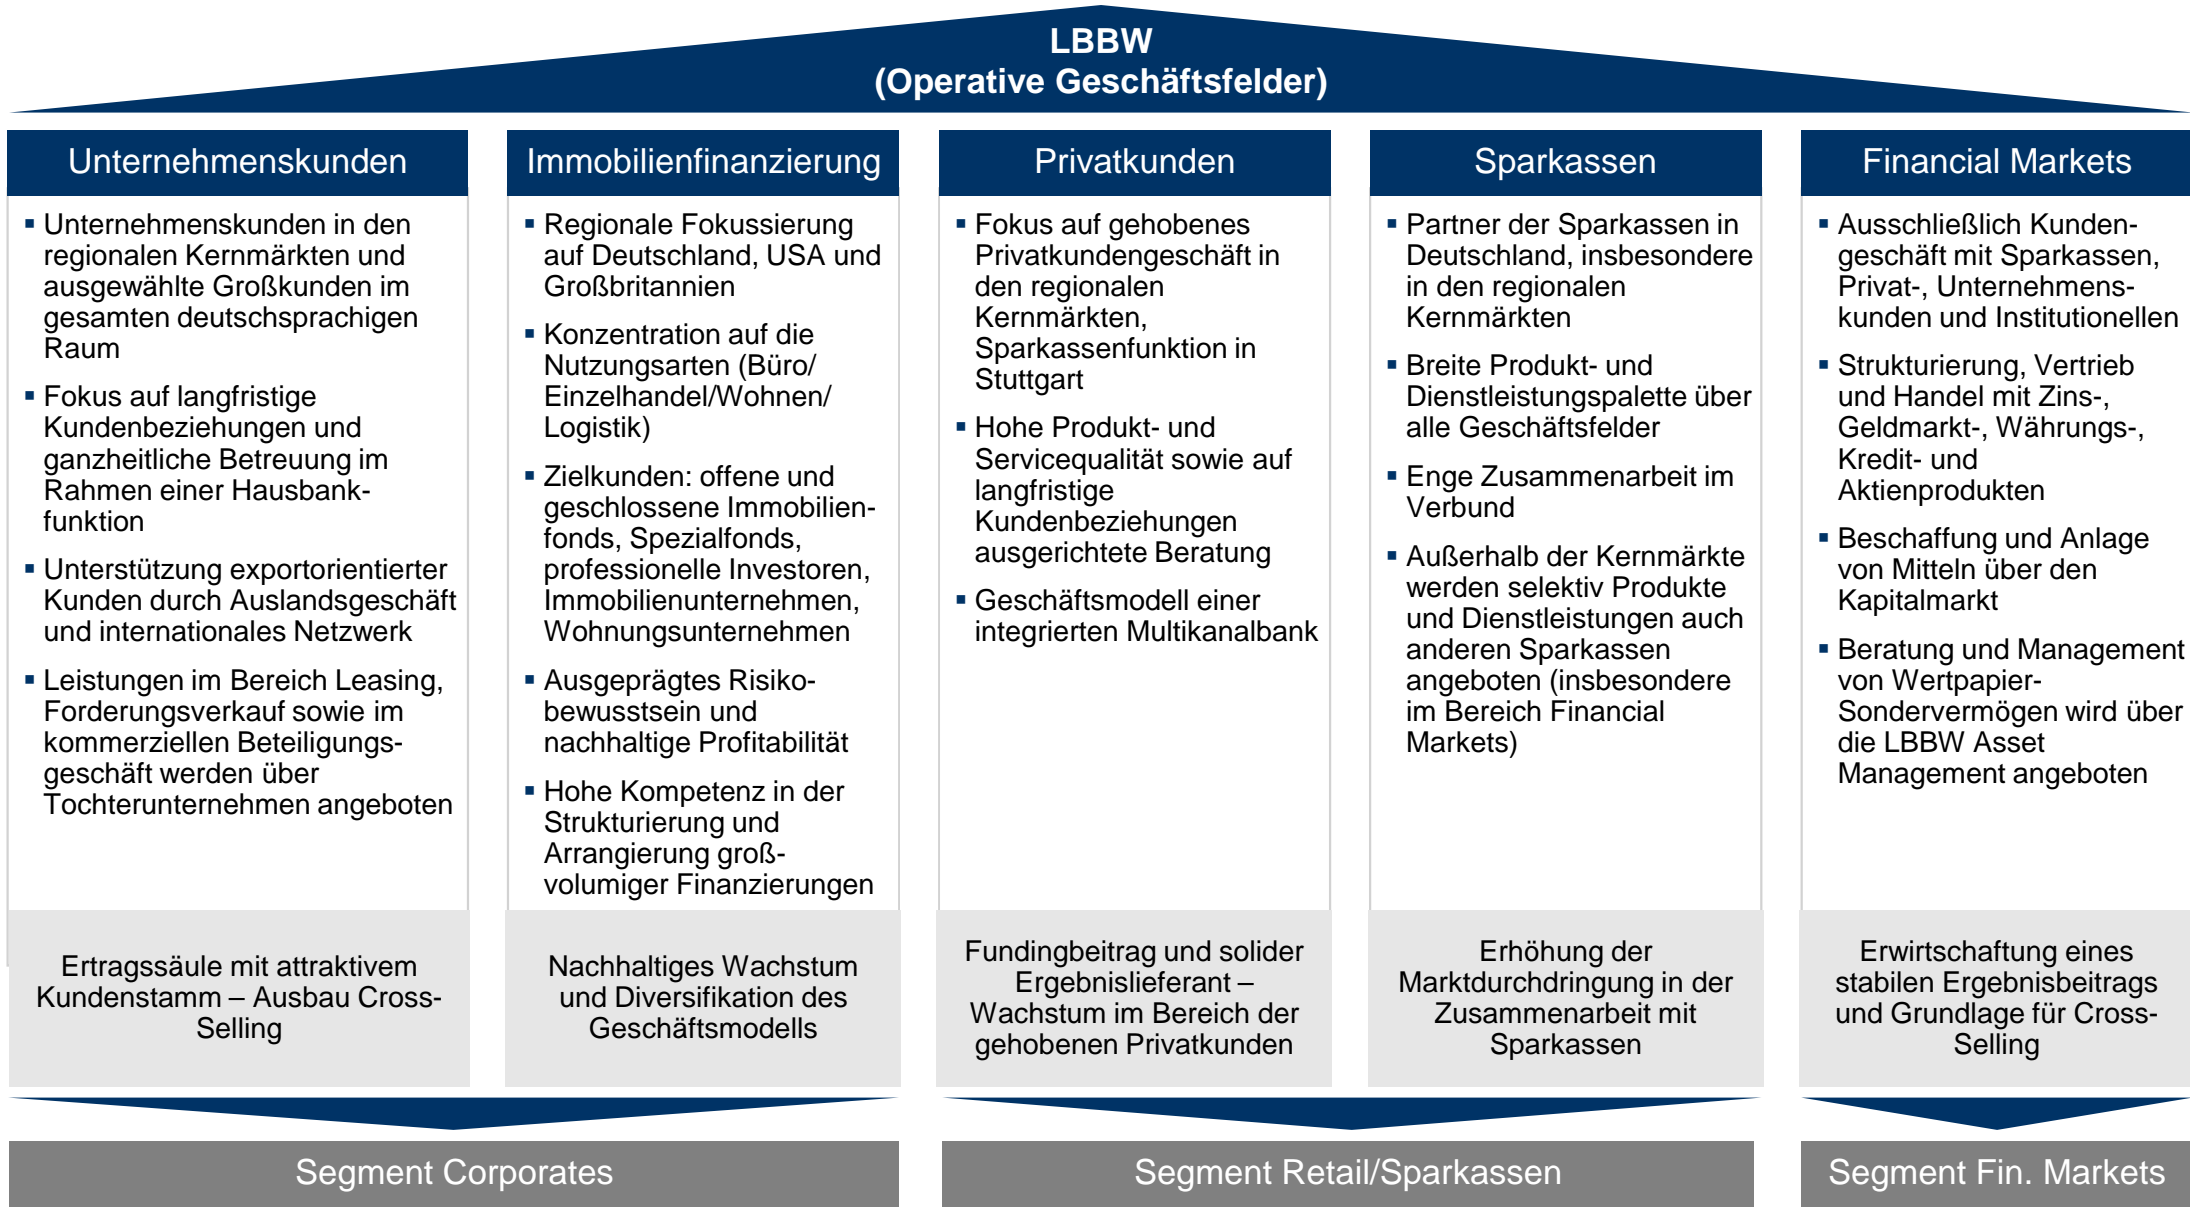 LBBW
(Operative Geschäftsfelder)
Unternehmenskunden
▪ Unternehmenskunden in den
regionalen Kernmärkten und
ausgewählte Großkunden im
gesamten deutschsprachigen
Raum
▪ Fokus auf langfristige
Kundenbeziehungen und
ganzheitliche Betreuung im
Rahmen einer Hausbank-
funktion
▪ Unterstützung exportorientierter
Kunden durch Auslandsgeschäft
und internationales Netzwerk
▪ Leistungen im Bereich Leasing,
Forderungsverkauf sowie im
kommerziellen Beteiligungs-
geschäft werden über
Tochterunternehmen angeboten
Ertragssäule mit attraktivem
Kundenstamm – Ausbau Cross-
Selling
Immobilienfinanzierung
▪ Regionale Fokussierung
auf Deutschland, USA und
Großbritannien
▪ Konzentration auf die
Nutzungsarten (Büro/
Einzelhandel/Wohnen/
Logistik)
▪ Zielkunden: offene und
geschlossene Immobilien-
fonds, Spezialfonds,
professionelle Investoren,
Immobilienunternehmen,
Wohnungsunternehmen
▪ Ausgeprägtes Risiko-
bewusstsein und
nachhaltige Profitabilität
▪ Hohe Kompetenz in der
Strukturierung und
Arrangierung groß-
volumiger Finanzierungen
Nachhaltiges Wachstum
und Diversifikation des
Geschäftsmodells
Privatkunden
▪ Fokus auf gehobenes
Privatkundengeschäft in
den regionalen
Kernmärkten,
Sparkassenfunktion in
Stuttgart
▪ Hohe Produkt- und
Servicequalität sowie auf
langfristige
Kundenbeziehungen
ausgerichtete Beratung
▪ Geschäftsmodell einer
integrierten Multikanalbank
Fundingbeitrag und solider
Ergebnislieferant –
Wachstum im Bereich der
gehobenen Privatkunden
Sparkassen
▪ Partner der Sparkassen in
Deutschland, insbesondere
in den regionalen
Kernmärkten
▪ Breite Produkt- und
Dienstleistungspalette über
alle Geschäftsfelder
▪ Enge Zusammenarbeit im
Verbund
▪ Außerhalb der Kernmärkte
werden selektiv Produkte
und Dienstleistungen auch
anderen Sparkassen
angeboten (insbesondere
im Bereich Financial
Markets)
Erhöhung der
Marktdurchdringung in der
Zusammenarbeit mit
Sparkassen
Financial Markets
▪ Ausschließlich Kunden-
geschäft mit Sparkassen,
Privat-, Unternehmens-
kunden und Institutionellen
▪ Strukturierung, Vertrieb
und Handel mit Zins-,
Geldmarkt-, Währungs-,
Kredit- und
Aktienprodukten
▪ Beschaffung und Anlage
von Mitteln über den
Kapitalmarkt
▪ Beratung und Management
von Wertpapier-
Sondervermögen wird über
die LBBW Asset
Management angeboten
Erwirtschaftung eines
stabilen Ergebnisbeitrags
und Grundlage für Cross-
Selling
Segment Corporates
Segment Retail/Sparkassen
Segment Fin. Markets